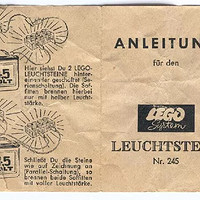 Hier siehst Du 2 LEGO-
LEUCHTSTEINE hinter-
einander geschaltet (Se-
rienschaltung). Die Sof-
fitten brennen hierbei
nur mit halber Leucht-
stärke.
Schließt Du die Steine
wie auf Zeichnung an
(Parallel-Schaltung), so
brennen beide Soffitten
mit voller Leuchtstärke.
ANLEITUN
für den
LEGO
System
LEUCHTSTE
Nr. 245